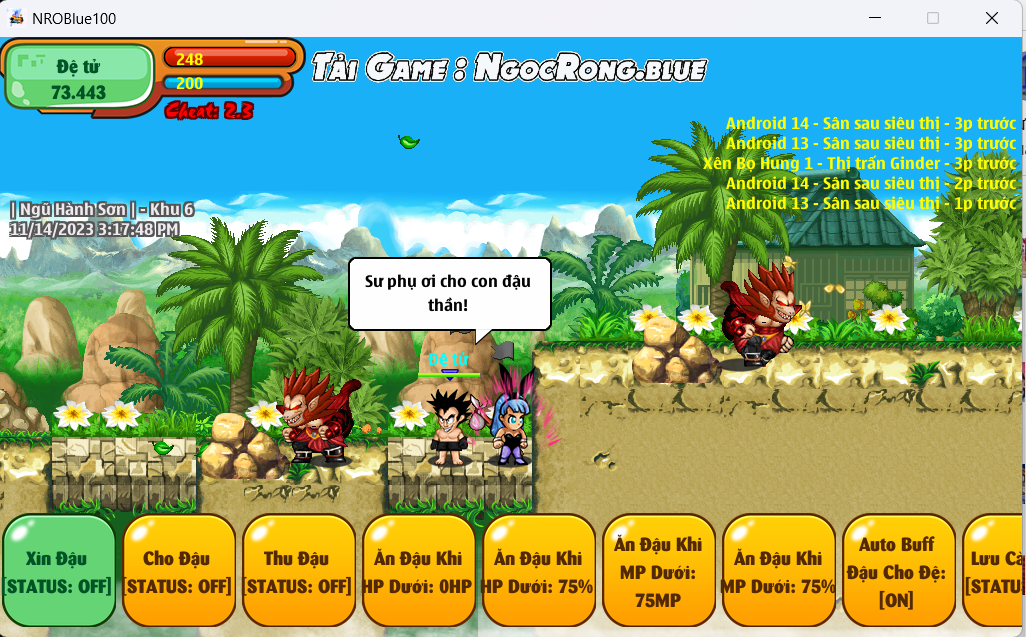 NROBlue100
Đệ tử
73.443
248
200
Cheat: 2.3
Tải Game : NgocRong.blue
Android 14 - Sân sau siêu thị - 3p trước
Android 13 - Sân sau siêu thị - 3p trước
Xên Bọ Hung 1 - Thị trấn Ginder - 3p trước
Android 14 - Sân sau siêu thị - 2p trước
Android 13 - Sân sau siêu thị - 1p trước
| Ngũ Hành Sơn | - Khu 6
11/14/2023 3:17:48 PM
Sư phụ ơi cho con đậu
thần!
Đệ tử
Xin Đậu
[STATUS: OFF]
Cho Đậu
[STATUS: OFF]
Thu Đậu
[STATUS: OFF]
Ăn Đậu Khi
HP Dưới: 0HP
Ăn Đậu Khi
HP Dưới: 75%
Ăn Đậu Khi
MP Dưới:
75MP
Ăn Đậu Khi
MP Dưới: 75%
Auto Buff
Đậu Cho Đệ:
[ON]
Lưu Cà
[STATU